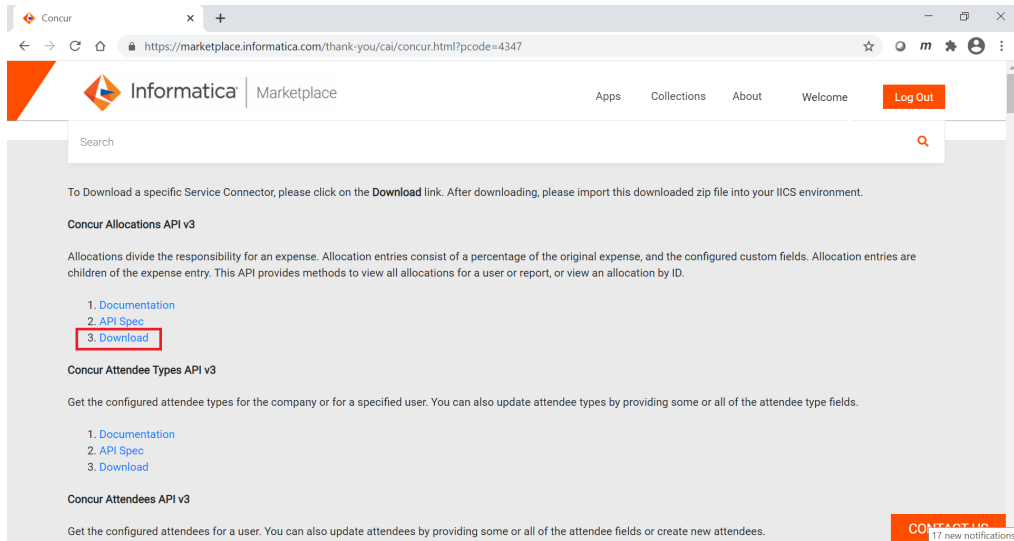 Concur
https://marketplace.informatica.com/thank-you/cai/concur.html?pcode=4347
m
Informatica Marketplace
Apps Collections About Welcome Log Out
Search
To Download a specific Service Connector, please click on the Download link. After downloading, please import this downloaded zip file into your IICS environment.
Concur Allocations API v3
Allocations divide the responsibility for an expense. Allocation entries consist of a percentage of the original expense, and the configured custom fields. Allocation entries are
children of the expense entry. This API provides methods to view all allocations for a user or report, or view an allocation by ID.
1. Documentation
2. API Spec
3. Download
Concur Attendee Types API v3
Get the configured attendee types for the company or for a specified user. You can also update attendee types by providing some or all of the attendee type fields.
1. Documentation
2. API Spec
3. Download
Concur Attendees API v3
Get the configured attendees for a user. You can also update attendees by providing some or all of the attendee fields or create new attendees.
CONTACT US
17 new notifications